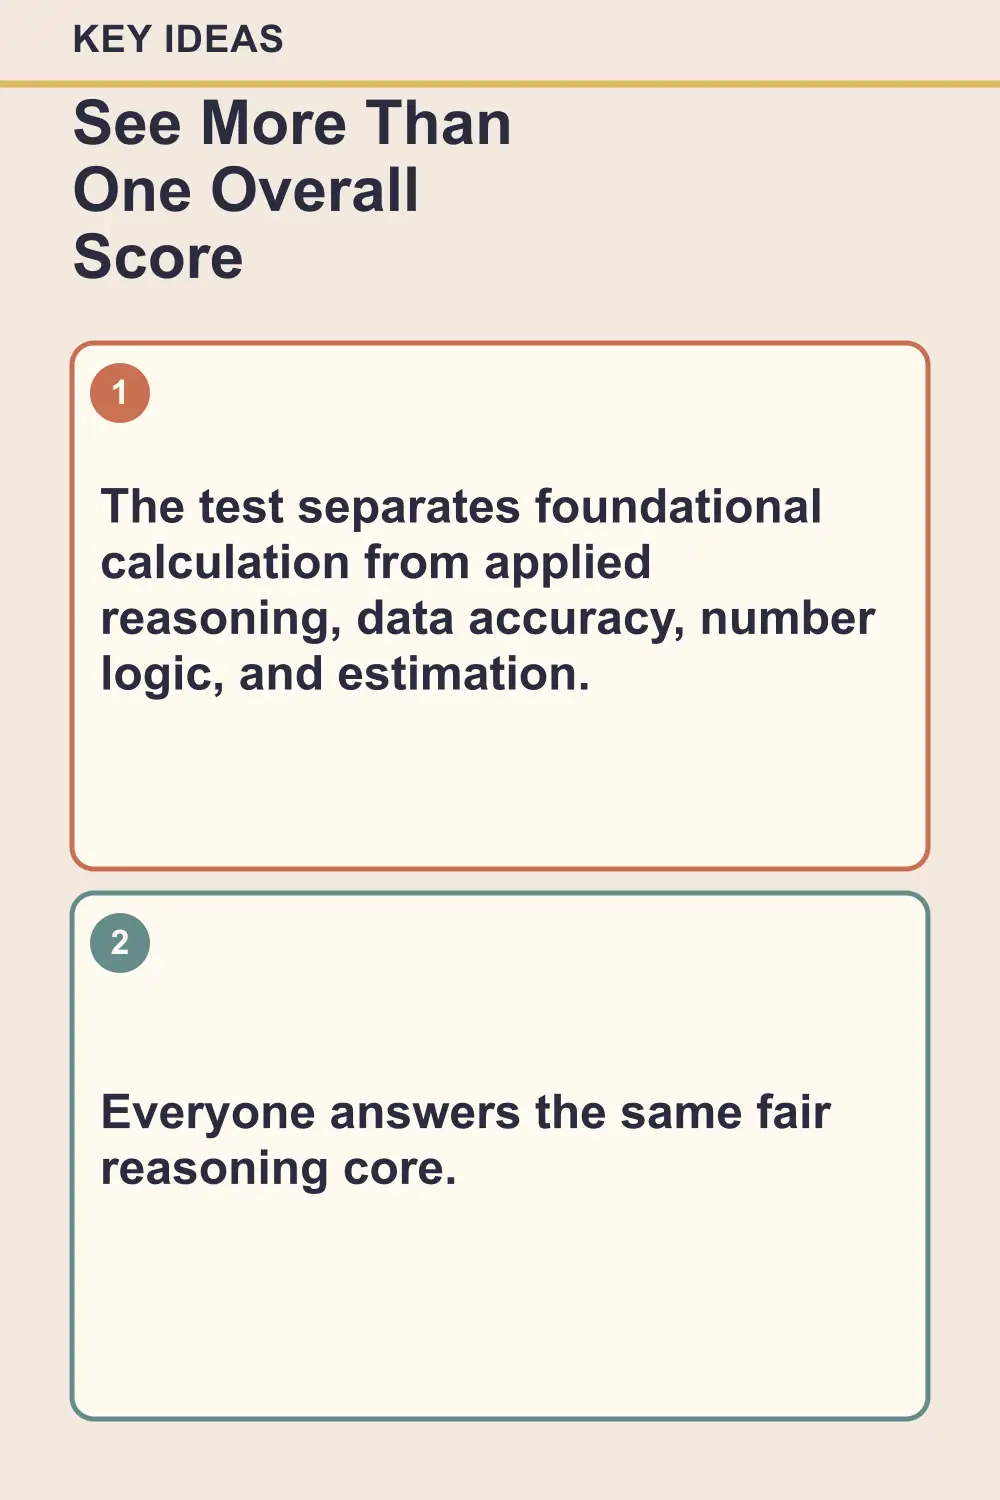 KEY IDEAS
See More Than
One Overall
Score
1
The test separates foundational
calculation from applied
reasoning, data accuracy, number
logic, and estimation.
2
Everyone answers the same fair
reasoning core.